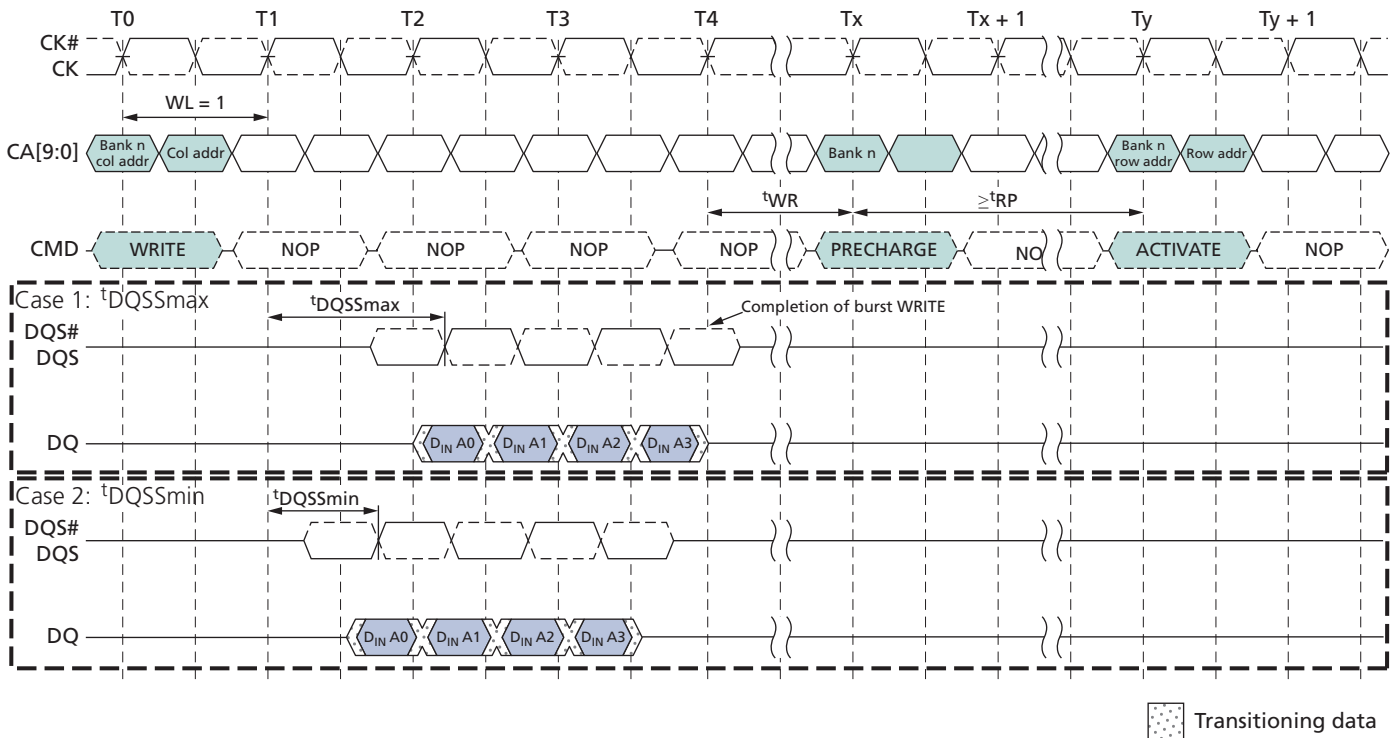 T0 T1 T2 T3 T4 Tx Tx + 1 Ty Ty + 1
CK#
CK
WL = 1
CA[9:0] Bank n col addr Col addr Bank n Bank n row addr Row addr
tWR ≥tRP
CMD WRITE NOP NOP NOP NOP PRECHARGE NO ACTIVATE NOP
Case 1: tDQSSmax
tDQSSmax
Completion of burst WRITE
DQS#
DQS
DQ DIN A0 DIN A1 DIN A2 DIN A3
Case 2: tDQSSmin
tDQSSmin
DQS#
DQS
DQ DIN A0 DIN A1 DIN A2 DIN A3
Transitioning data